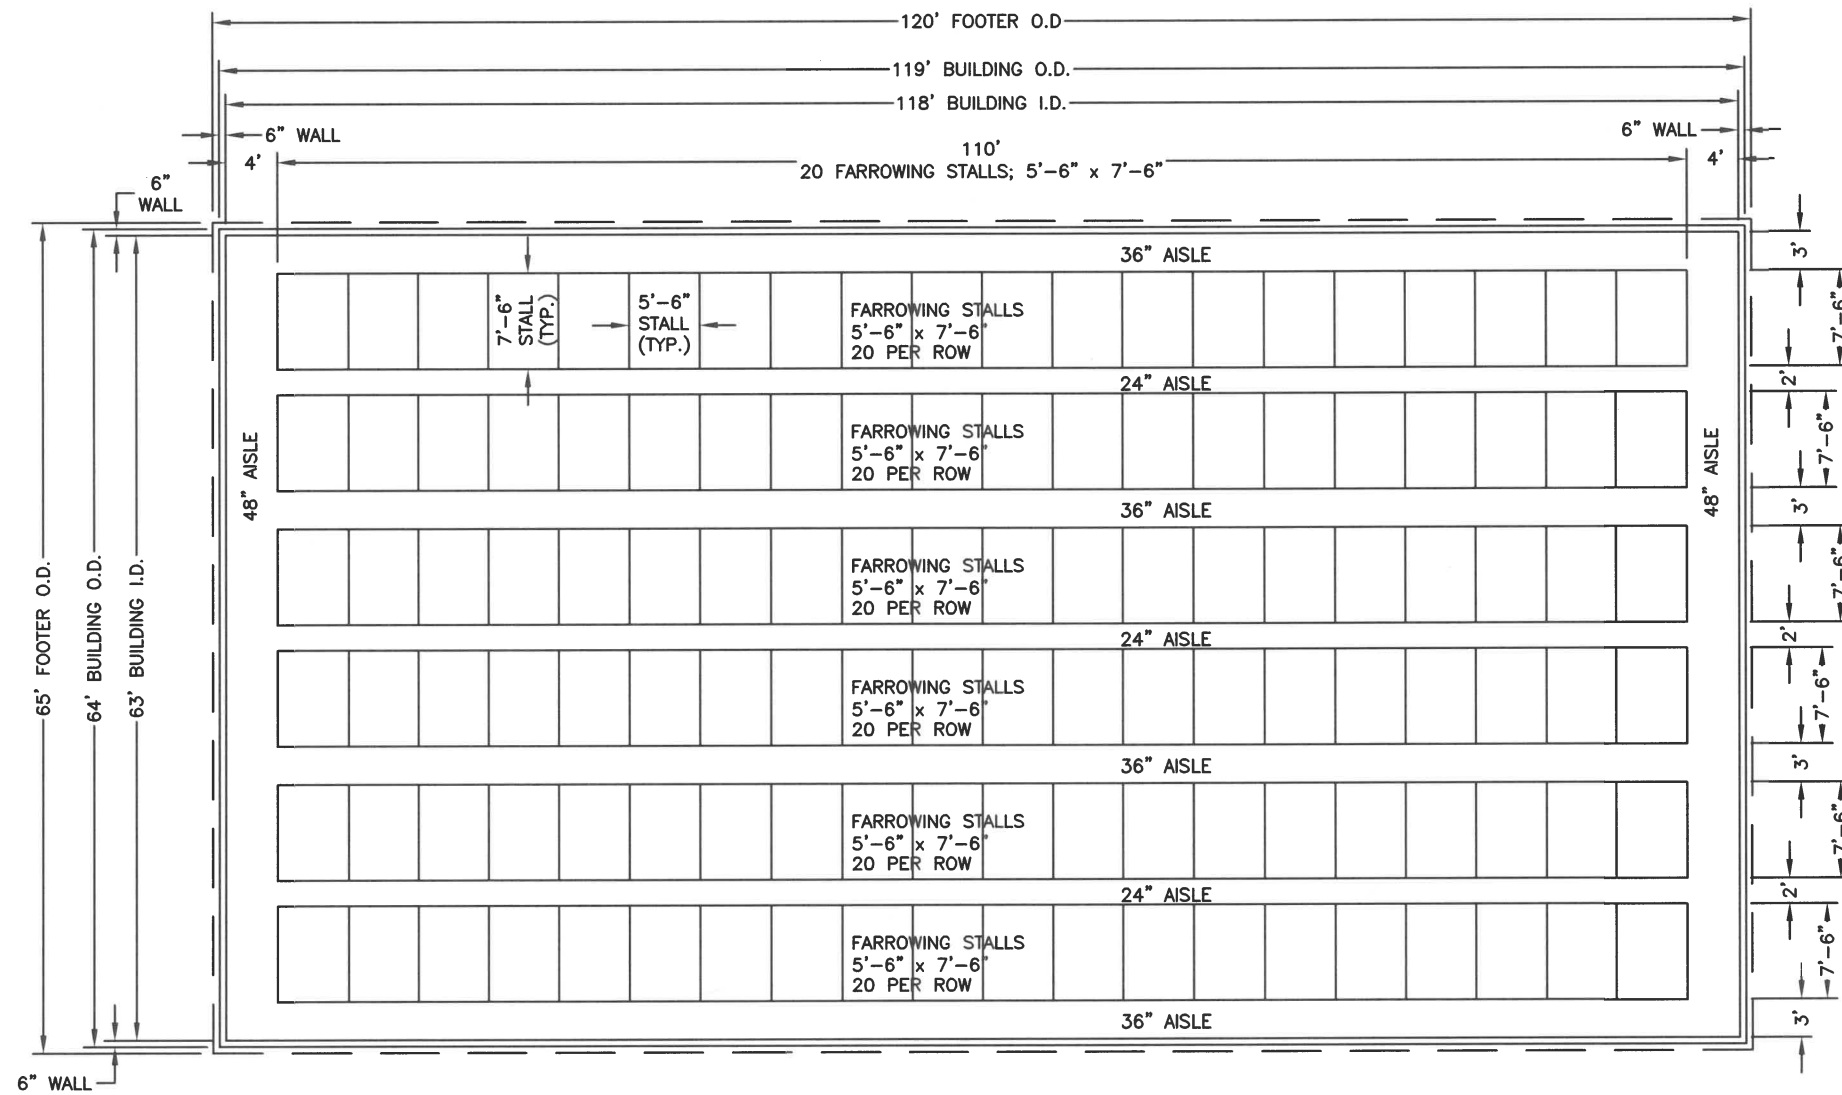 120' FOOTER O.D
119' BUILDING O.D.
118' BUILDING I.D.
6" WALL
6" WALL
4'
110'
20 FARROWING STALLS; 5'-6" x 7'-6"
4'
6"
WALL
36" AISLE
3'
7'-6"
STALL
(TYP.)
5'-6"
STALL
(TYP.)
FARROWING STALLS
5'-6" x 7'-6"
20 PER ROW
7'-6"
24" AISLE
2'
48" AISLE
FARROWING STALLS
5'-6" x 7'-6"
20 PER ROW
48" AISLE
7'-6"
36" AISLE
3'
65' FOOTER O.D.
64' BUILDING O.D.
63' BUILDING I.D.
FARROWING STALLS
5'-6" x 7'-6"
20 PER ROW
7'-6"
24" AISLE
2'
FARROWING STALLS
5'-6" x 7'-6"
20 PER ROW
7'-6"
36" AISLE
3'
FARROWING STALLS
5'-6" x 7'-6"
20 PER ROW
7'-6"
24" AISLE
2'
FARROWING STALLS
5'-6" x 7'-6"
20 PER ROW
7'-6"
36" AISLE
3'
6" WALL